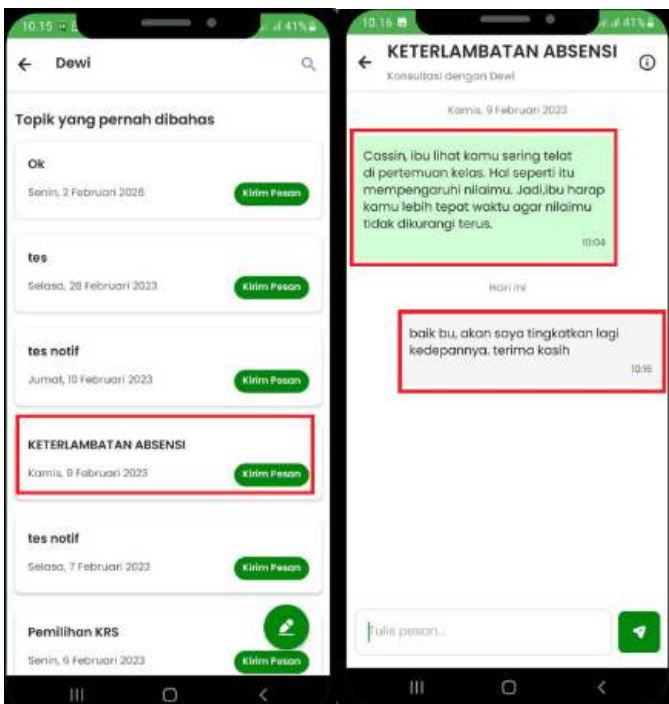 10.15
41%
Dewi
Topik yang pernah dibahas
Ok
Senin, 2 Februari 2026
Kirim Pesan
tes
Selasa, 28 Februari 2023
Kirim Pesan
tes notif
Jumat, 10 Februari 2023
Kirim Pesan
KETERLAMBATAN ABSENSI
Kamis, 9 Februari 2023
Kirim Pesan
tes notif
Selasa, 7 Februari 2023
Kirim Pesan
Pemilihan KRS
Senin, 6 Februari 2023
Kirim Pesan
10.16
41%
KETERLAMBATAN ABSENSI
Konsultasi dengan Dewi
Kamis, 9 Februari 2023
Cassin, ibu lihat kamu sering telat
di pertemuan kelas. Hal seperti itu
mempengaruhi nilaimu. Jadi,ibu harap
kamu lebih tepat waktu agar nilaimu
tidak dikurangi terus.
10:04
Hari ini
baik bu, akan saya tingkatkan lagi
kedepannya. terima kasih
10:16
Tulis pesan...